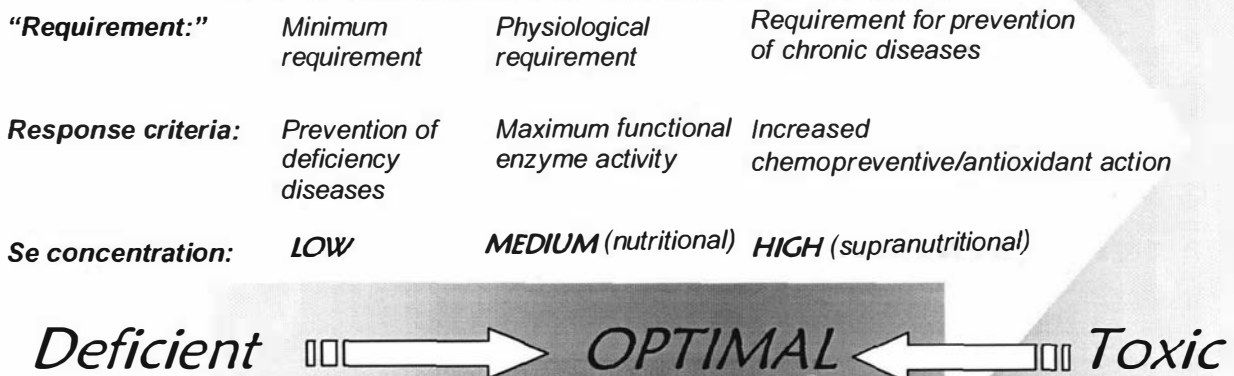 "Requirement:" Minimum requirement Physiological requirement Requirement for prevention of chronic diseases
Response criteria: Prevention of deficiency diseases Maximum functional enzyme activity Increased chemopreventive/antioxidant action
Se concentration: LOW MEDIUM (nutritional) HIGH (supranutritional)
Deficient OPTIMAL Toxic